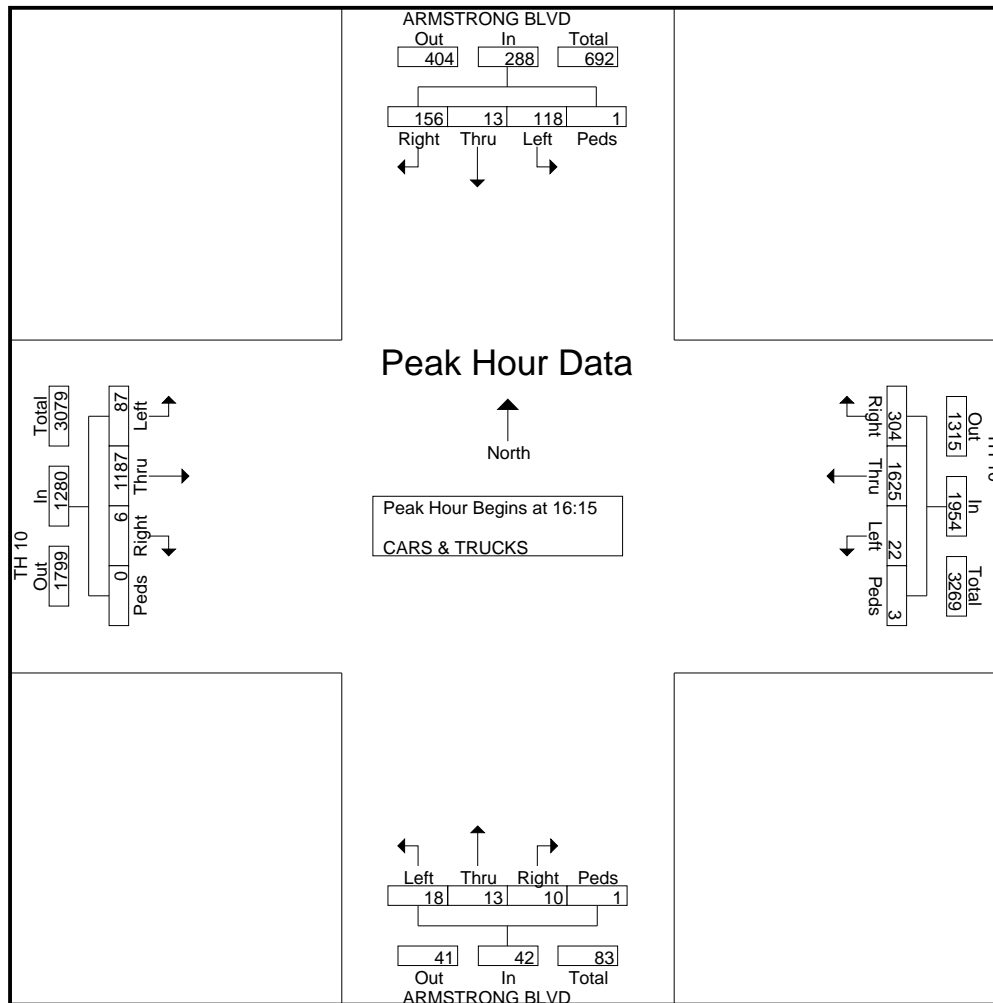 ARMSTRONG BLVD
Out In Total
404 288 692
156 13 118 1
Right Thru Left Peds
Peak Hour Data
North
Peak Hour Begins at 16:15
CARS & TRUCKS
TH 10
Total In Out
3079 1280 1799
87 1187 6 0
Left Thru Right Peds
TH 10
Out In Total
1315 1954 3269
304 1625 22 3
Right Thru Left Peds
Left Thru Right Peds
18 13 10 1
41 42 83
Out In Total
ARMSTRONG BLVD